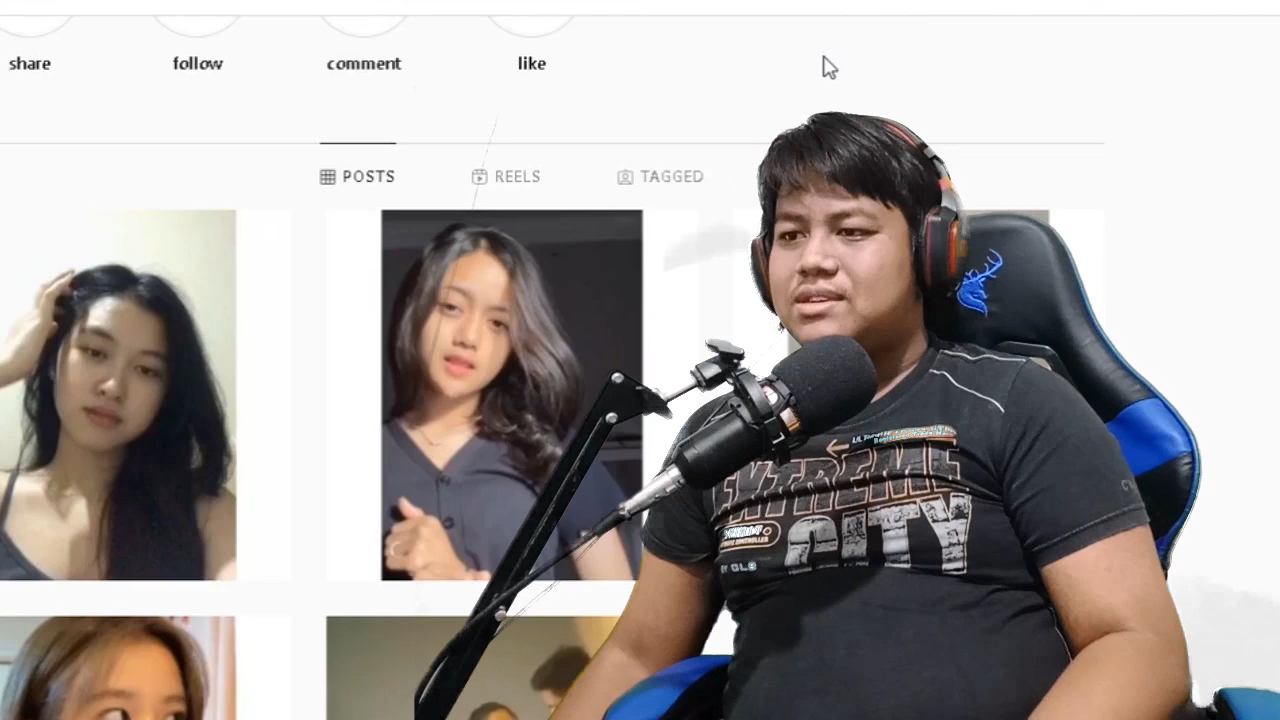 share
follow
comment
like
POSTS
REELS
TAGGED
EXTREME
CITY